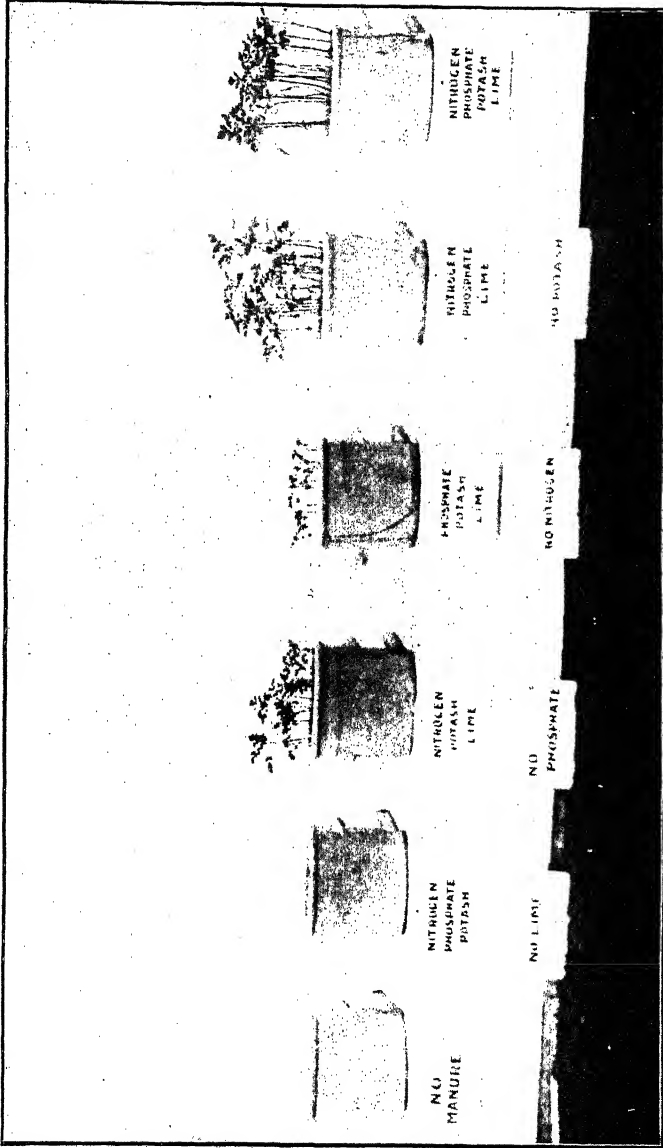 NO
MANURE.
NITROGEN
PHOSPHATE
POTASH
NITROGEN
POTASH
LIME
PHOSPHATE
POTASH
LIME
NITROGEN
PHOSPHATE
LIME
NITROGEN
PHOSPHATE
POTASH
LIME
NO LIME
NO
PHOSPHATE
NO NITROGEN
NO POTASH